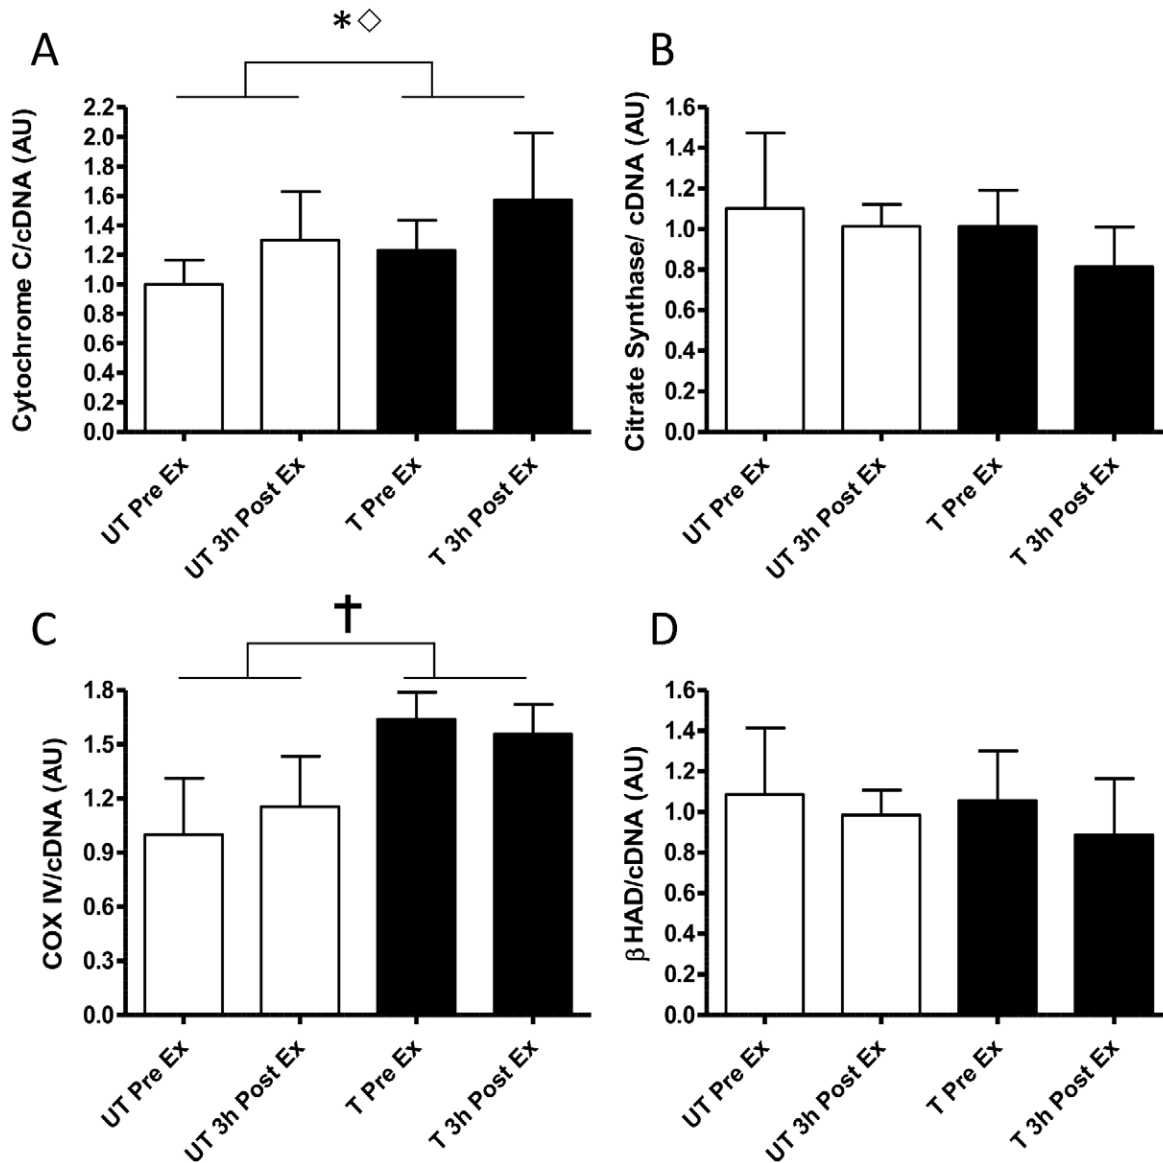 *◇
A
Cytochrome C/cDNA (AU)
2.2
2.0
1.8
1.6
1.4
1.2
1.0
0.8
0.6
0.4
0.2
0.0
UT Pre Ex
UT 3h Post Ex
T Pre Ex
T 3h Post Ex
B
Citrate Synthase/ cDNA (AU)
1.6
1.4
1.2
1.0
0.8
0.6
0.4
0.2
0.0
UT Pre Ex
UT 3h Post Ex
T Pre Ex
T 3h Post Ex
C
†
COX IV/cDNA (AU)
1.8
1.5
1.2
0.9
0.6
0.3
0.0
UT Pre Ex
UT 3h Post Ex
T Pre Ex
T 3h Post Ex
D
β HAD/cDNA (AU)
1.6
1.4
1.2
1.0
0.8
0.6
0.4
0.2
0.0
UT Pre Ex
UT 3h Post Ex
T Pre Ex
T 3h Post Ex